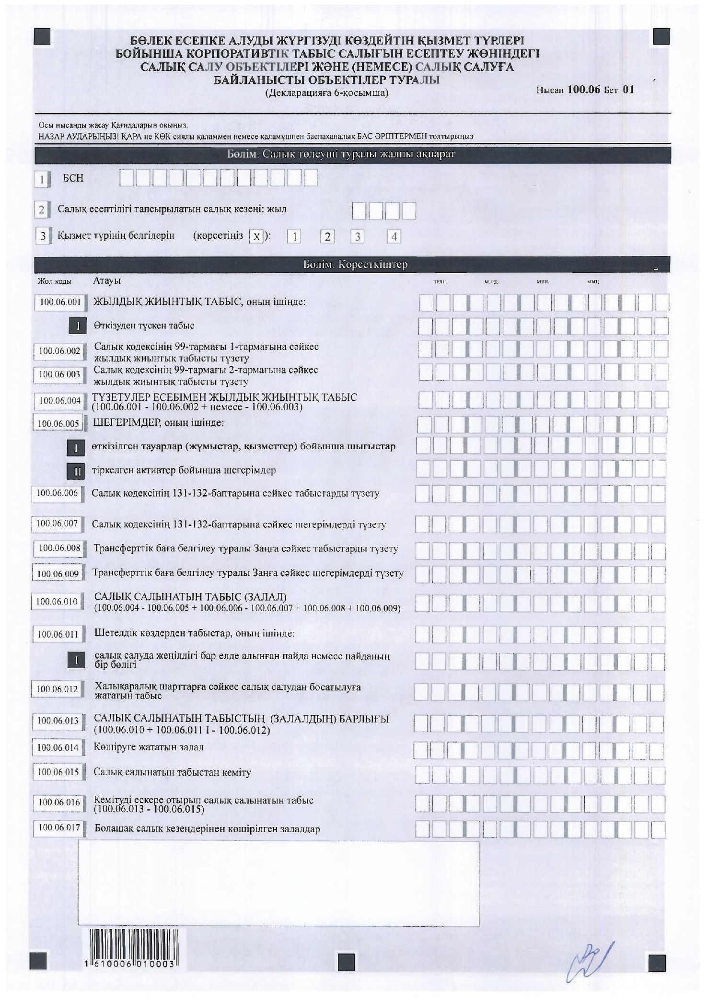 БӨЛЕК ЕСЕПКЕ АЛУДЫ ЖҮРГІЗУДІ КӨЗДЕЙТІН ҚЫЗМЕТ ТҮРЛЕРІ
БОЙЫНША КОРПОРАТИВТІК ТАБЫС САЛЫҒЫН ЕСЕПТЕУ ЖӨНІНДЕГІ
САЛЫҚ САЛУ ОБЪЕКТІЛЕРІ ЖӘНЕ (НЕМЕСЕ) САЛЫҚ САЛУҒА
БАЙЛАНЫСТЫ ОБЪЕКТІЛЕР ТУРАЛЫ
(Декларацияға 6-қосымша)
Нысан 100.06 Бет 01
Осы нысанды жасау Қағидаларын оқыңыз.
НАЗАР АУДАРЫҢЫЗ! ҚАРА не КӨК сиялы қаламмен немесе қаламұшпен баспаханалық БАС ӘРІПТЕРМЕН толтырыңыз
Бөлім. Салық төлеуші туралы жалпы ақпарат
1 БСН
2 Салық есептілігі тапсырылатын салық кезеңі: жыл
3 Қызмет түрінің белгілерін (көрсетіңіз X): 1 2 3 4
Бөлім. Көрсеткіштер
Жол коды Атауы трлн. млрд. млн. мың
100.06.001 ЖЫЛДЫҚ ЖИЫНТЫҚ ТАБЫС, оның ішінде:
I Өткізуден түскен табыс
100.06.002 Салық кодексінің 99-тармағы 1-тармағына сәйкес
жылдық жиынтық табысты түзету
100.06.003 Салық кодексінің 99-тармағы 2-тармағына сәйкес
жылдық жиынтық табысты түзету
100.06.004 ТҮЗЕТУЛЕР ЕСЕБІМЕН ЖЫЛДЫҚ ЖИЫНТЫҚ ТАБЫС
(100.06.001 - 100.06.002 + немесе - 100.06.003)
100.06.005 ШЕГЕРІМДЕР, оның ішінде:
I өткізілген тауарлар (жұмыстар, қызметтер) бойынша шығыстар
II тіркелген активтер бойынша шегерімдер
100.06.006 Салық кодексінің 131-132-баптарына сәйкес табыстарды түзету
100.06.007 Салық кодексінің 131-132-баптарына сәйкес шегерімдерді түзету
100.06.008 Трансферттік баға белгілеу туралы Заңға сәйкес табыстарды түзету
100.06.009 Трансферттік баға белгілеу туралы Заңға сәйкес шегерімдерді түзету
100.06.010 САЛЫҚ САЛЫНАТЫН ТАБЫС (ЗАЛАЛ)
(100.06.004 - 100.06.005 + 100.06.006 - 100.06.007 + 100.06.008 + 100.06.009)
100.06.011 Шетелдік көздерден табыстар, оның ішінде:
I салық салуда жеңілдігі бар елде алынған пайда немесе пайданың
бір бөлігі
100.06.012 Халықаралық шарттарға сәйкес салық салудан босатылуға
жататын табыс
100.06.013 САЛЫҚ САЛЫНАТЫН ТАБЫСТЫҢ (ЗАЛАЛДЫҢ) БАРЛЫҒЫ
(100.06.010 + 100.06.011 I - 100.06.012)
100.06.014 Көшіруге жататын залал
100.06.015 Салық салынатын табыстан кеміту
100.06.016 Кемітуді ескере отырып салық салынатын табыс
(100.06.013 - 100.06.015)
100.06.017 Болашақ салық кезеңдерінен көшірілген залалдар
1 610006 010003